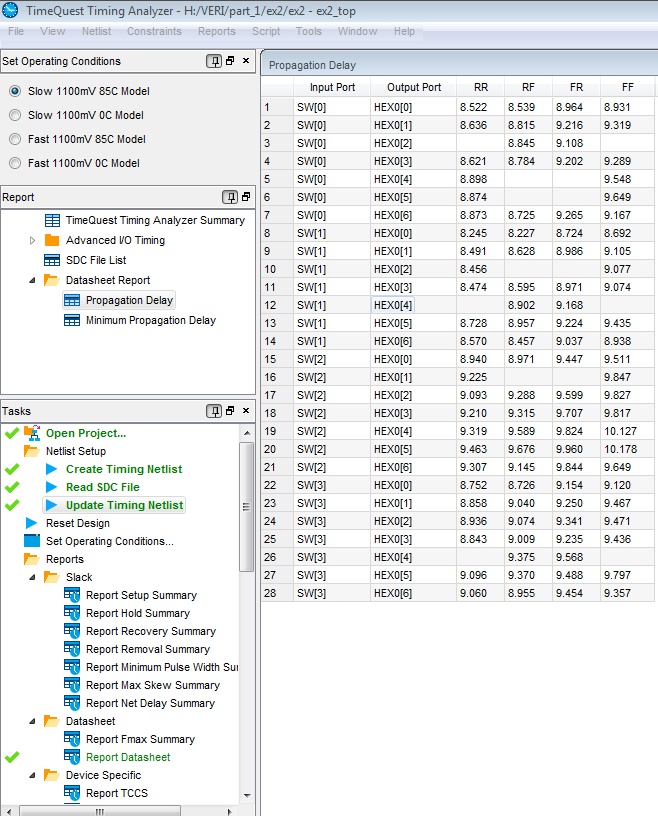 TimeQuest Timing Analyzer - H:/VERI/part_1/ex2/ex2 - ex2_top
File View Netlist Constraints Reports Script Tools Window Help
Set Operating Conditions
Slow 1100mV 85C Model
Slow 1100mV 0C Model
Fast 1100mV 85C Model
Fast 1100mV 0C Model
Report
TimeQuest Timing Analyzer Summary
Advanced I/O Timing
SDC File List
Datasheet Report
Propagation Delay
Minimum Propagation Delay
Tasks
Open Project...
Netlist Setup
Create Timing Netlist
Read SDC File
Update Timing Netlist
Reset Design
Set Operating Conditions...
Reports
Slack
Report Setup Summary
Report Hold Summary
Report Recovery Summary
Report Removal Summary
Report Minimum Pulse Width Sur
Report Max Skew Summary
Report Net Delay Summary
Datasheet
Report Fmax Summary
Report Datasheet
Device Specific
Report TCCS
Propagation Delay
Input Port Output Port RR RF FR FF
1 SW[0] HEX0[0] 8.522 8.539 8.964 8.931
2 SW[0] HEX0[1] 8.636 8.815 9.216 9.319
3 SW[0] HEX0[2] 8.845 9.108
4 SW[0] HEX0[3] 8.621 8.784 9.202 9.289
5 SW[0] HEX0[4] 8.898 9.548
6 SW[0] HEX0[5] 8.874 9.649
7 SW[0] HEX0[6] 8.873 8.725 9.265 9.167
8 SW[1] HEX0[0] 8.245 8.227 8.724 8.692
9 SW[1] HEX0[1] 8.491 8.628 8.986 9.105
10 SW[1] HEX0[2] 8.456 9.077
11 SW[1] HEX0[3] 8.474 8.595 8.971 9.074
12 SW[1] HEX0[4] 8.902 9.168
13 SW[1] HEX0[5] 8.728 8.957 9.224 9.435
14 SW[1] HEX0[6] 8.570 8.457 9.037 8.938
15 SW[2] HEX0[0] 8.940 8.971 9.447 9.511
16 SW[2] HEX0[1] 9.225 9.847
17 SW[2] HEX0[2] 9.093 9.288 9.599 9.827
18 SW[2] HEX0[3] 9.210 9.315 9.707 9.817
19 SW[2] HEX0[4] 9.319 9.589 9.824 10.127
20 SW[2] HEX0[5] 9.463 9.676 9.960 10.178
21 SW[2] HEX0[6] 9.307 9.145 9.844 9.649
22 SW[3] HEX0[0] 8.752 8.726 9.154 9.120
23 SW[3] HEX0[1] 8.858 9.040 9.250 9.467
24 SW[3] HEX0[2] 8.936 9.074 9.341 9.471
25 SW[3] HEX0[3] 8.843 9.009 9.235 9.436
26 SW[3] HEX0[4] 9.375 9.568
27 SW[3] HEX0[5] 9.096 9.370 9.488 9.797
28 SW[3] HEX0[6] 9.060 8.955 9.454 9.357